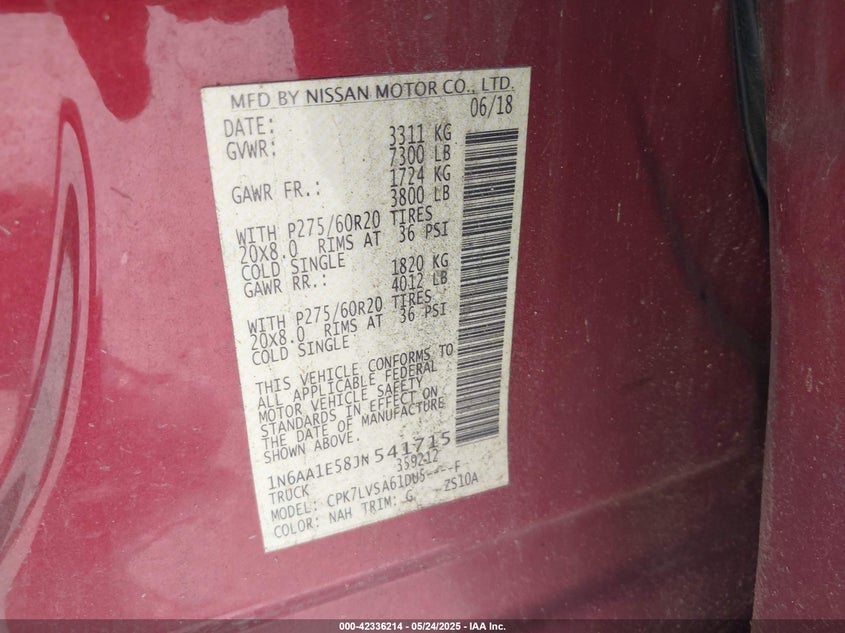 MFD BY NISSAN MOTOR CO., LTD.
DATE: 06/18
GVWR: 3311 KG
7300 LB
GAWR FR.: 1724 KG
3800 LB
WITH P275/60R20 TIRES
20X8.0 RIMS AT 36 PSI
COLD SINGLE
GAWR RR.: 1820 KG
4012 LB
WITH P275/60R20 TIRES
20X8.0 RIMS AT 36 PSI
COLD SINGLE
THIS VEHICLE CONFORMS TO
ALL APPLICABLE FEDERAL
MOTOR VEHICLE SAFETY
STANDARDS IN EFFECT ON
THE DATE OF MANUFACTURE
SHOWN ABOVE.
1N6AA1E58JN541715
TRUCK 359212
MODEL: CPK7LVSA61DU5----F
COLOR: NAH TRIM: G ZS10A
000-42336214 - 05/24/2025 - IAA Inc.